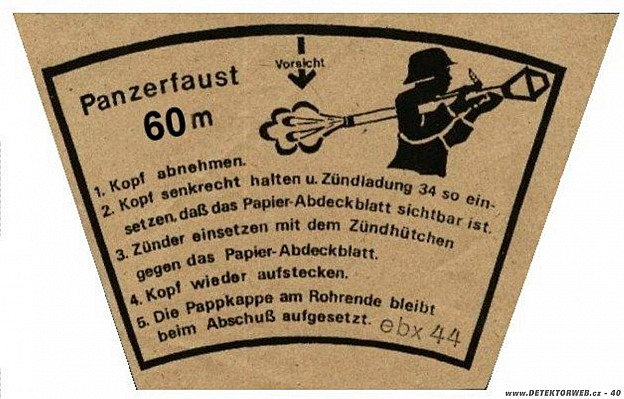 Vorsicht
Panzerfaust
60m
1. Kopf abnehmen.
2. Kopf senkrecht halten u. Zündladung 34 so ein-
setzen, daß das Papier-Abdeckblatt sichtbar ist.
3. Zünder einsetzen mit dem Zündhütchen
gegen das Papier-Abdeckblatt.
4. Kopf wieder aufstecken.
5. Die Pappkappe am Rohrende bleibt
beim Abschuß aufgesetzt. ebx 44
www.DETEKTORWEB.cz - 40